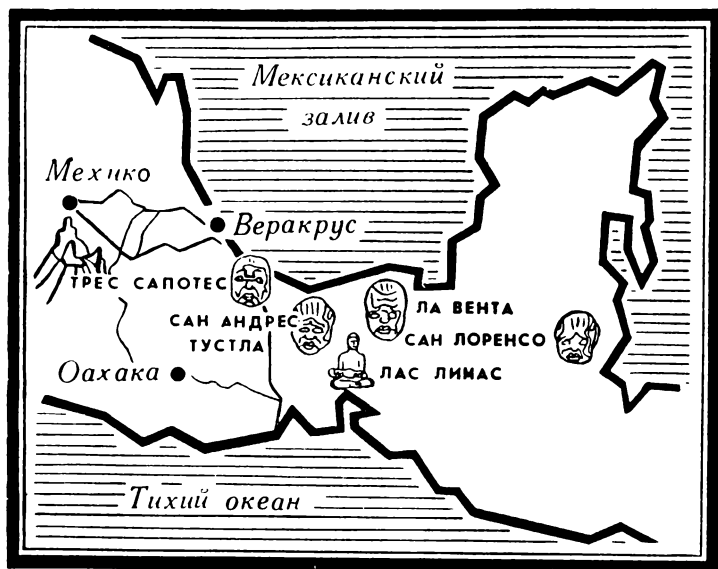 Мексиканский
залив
Мехико
Веракрус
ТРЕС САПОТЕС
ЛА ВЕНТА
САН АНДРЕС
ТУСТЛА
САН ЛОРЕНСО
Оахака
ЛАС ЛИМАС
Тихий океан